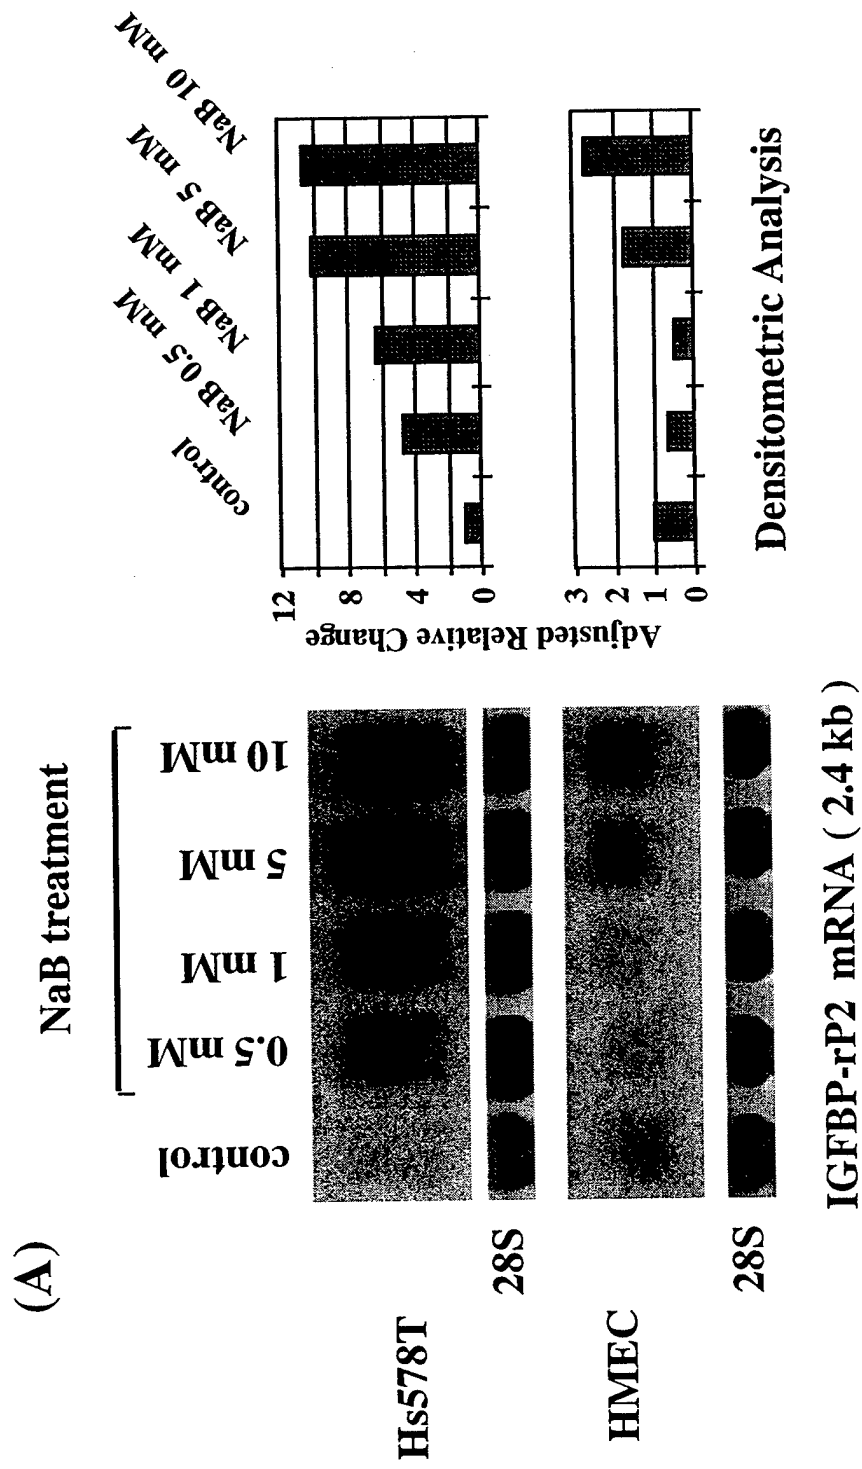 (A)
NaB treatment
control
0.5 mM
1 mM
5 mM
10 mM
Hs578T
28S
HMEC
28S
IGFBP-rP2 mRNA ( 2.4 kb )
control
NaB 0.5 mM
NaB 1 mM
NaB 5 mM
NaB 10 mM
Adjusted Relative Change
12
8
4
0
3
2
1
0
Densitometric Analysis